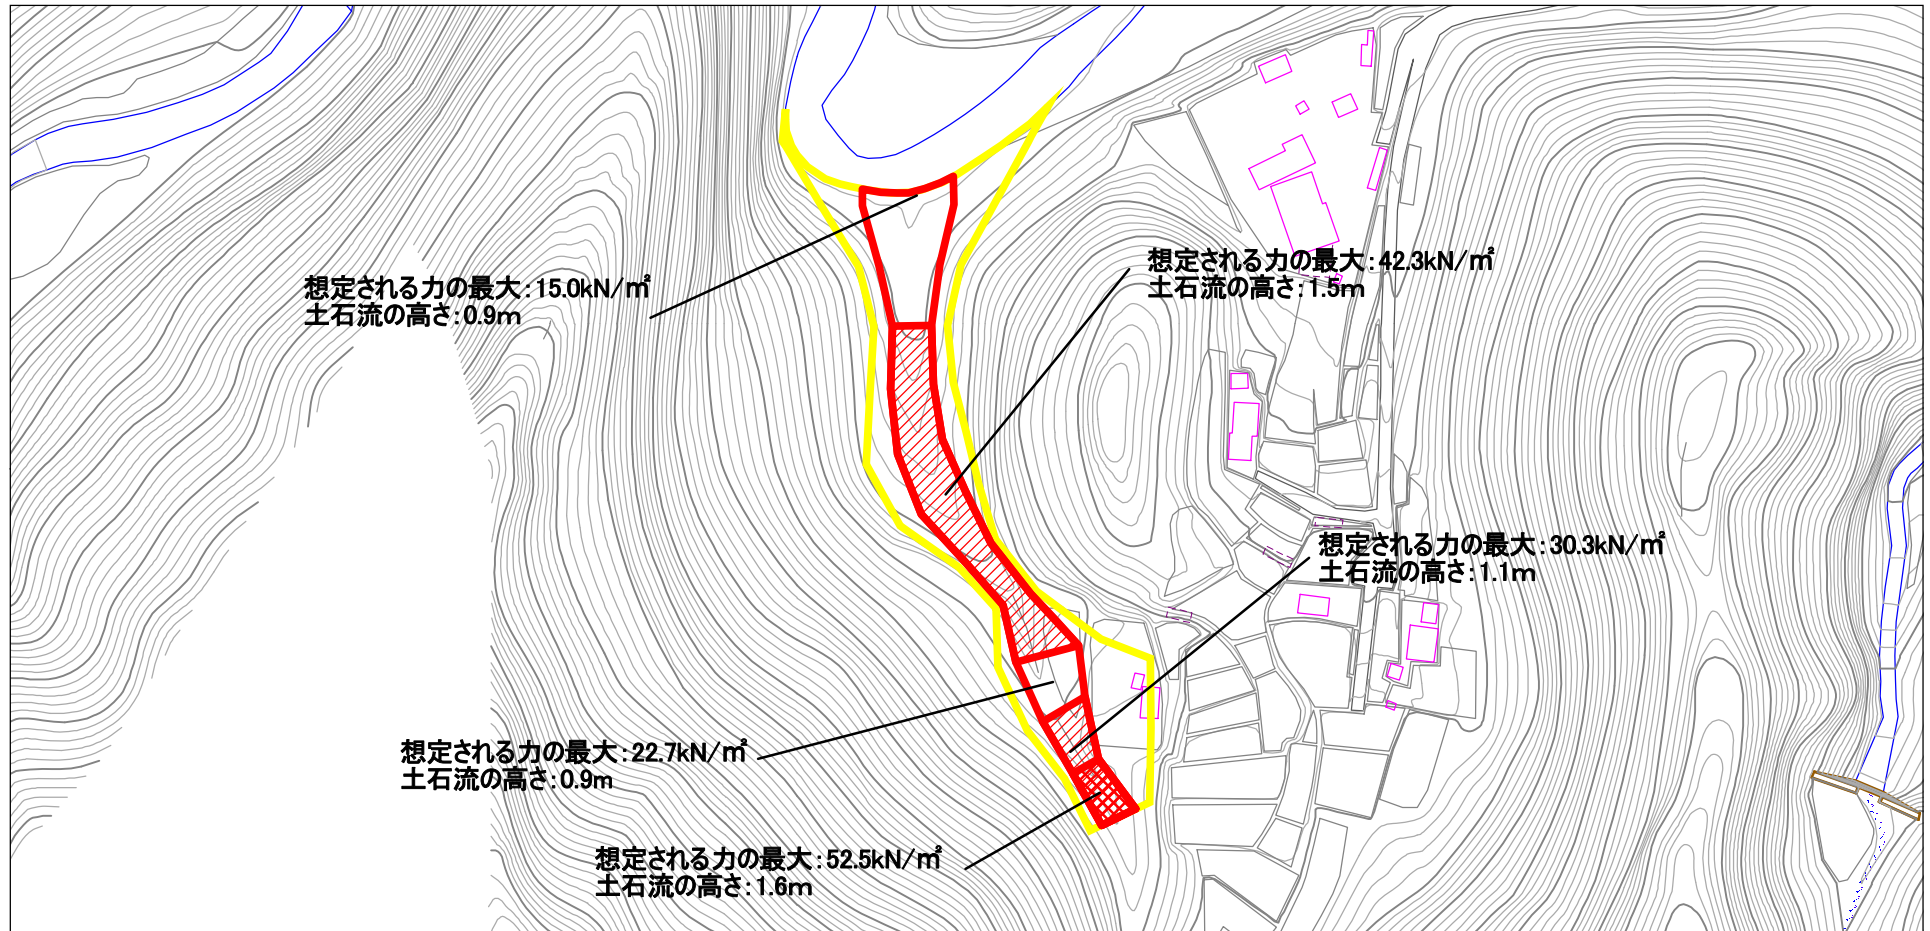 想定される力の最大：42.3kN/㎡
土石流の高さ：1.5m
想定される力の最大：15.0kN/㎡
土石流の高さ：0.9m
想定される力の最大：30.3kN/㎡
土石流の高さ：1.1m
想定される力の最大：22.7kN/㎡
土石流の高さ：0.9m
想定される力の最大：52.5kN/㎡
土石流の高さ：1.6m